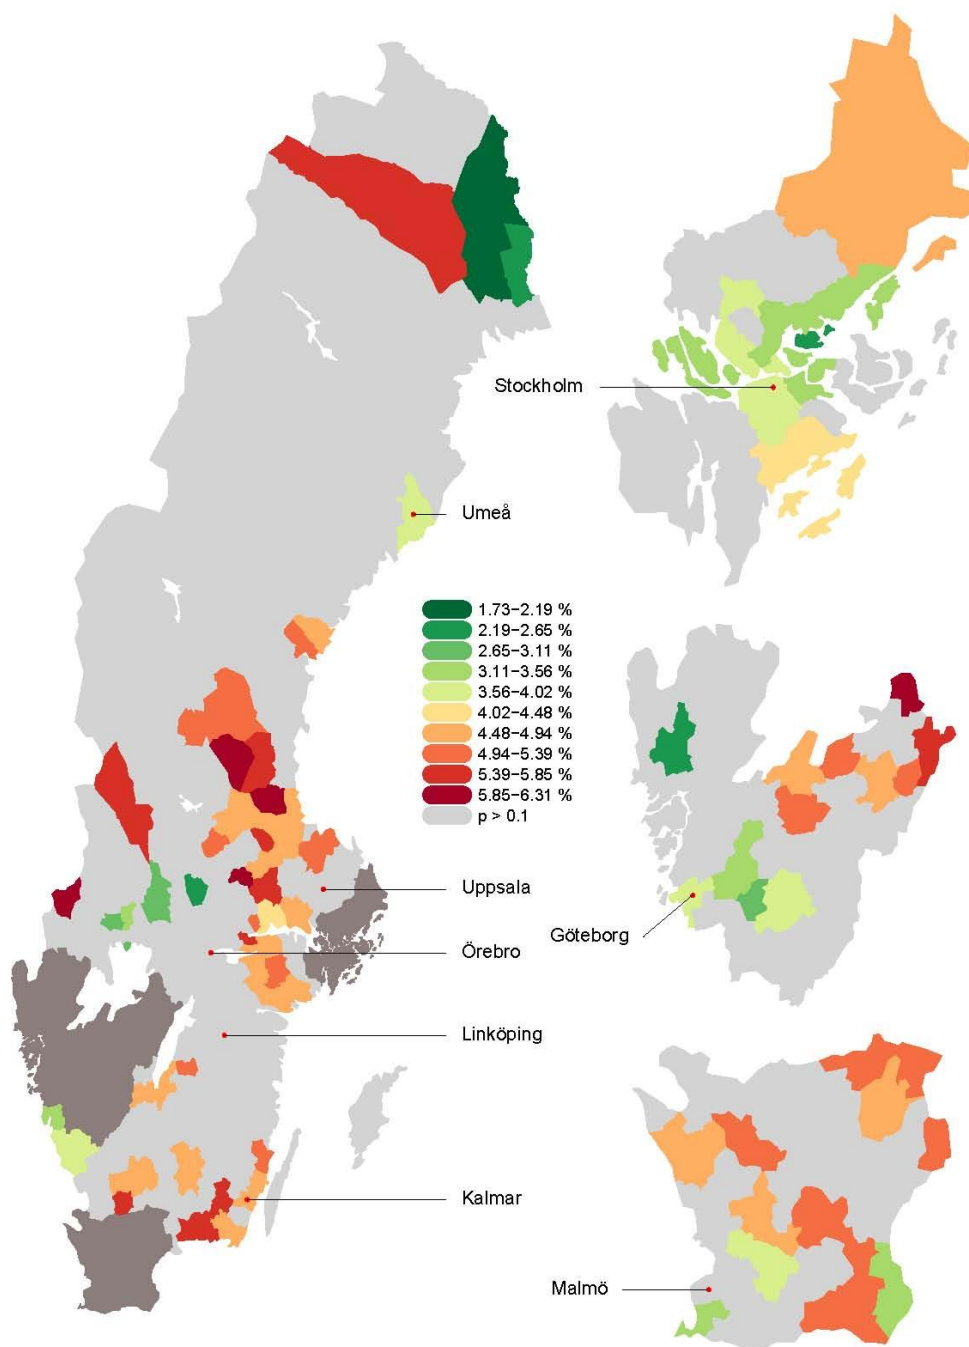 Stockholm
Umeå
1.73−2.19 %
2.19−2.65 %
2.65−3.11 %
3.11−3.56 %
3.56−4.02 %
4.02−4.48 %
4.48−4.94 %
4.94−5.39 %
5.39−5.85 %
5.85−6.31 %
p > 0.1
Uppsala
Göteborg
Örebro
Linköping
Kalmar
Malmö